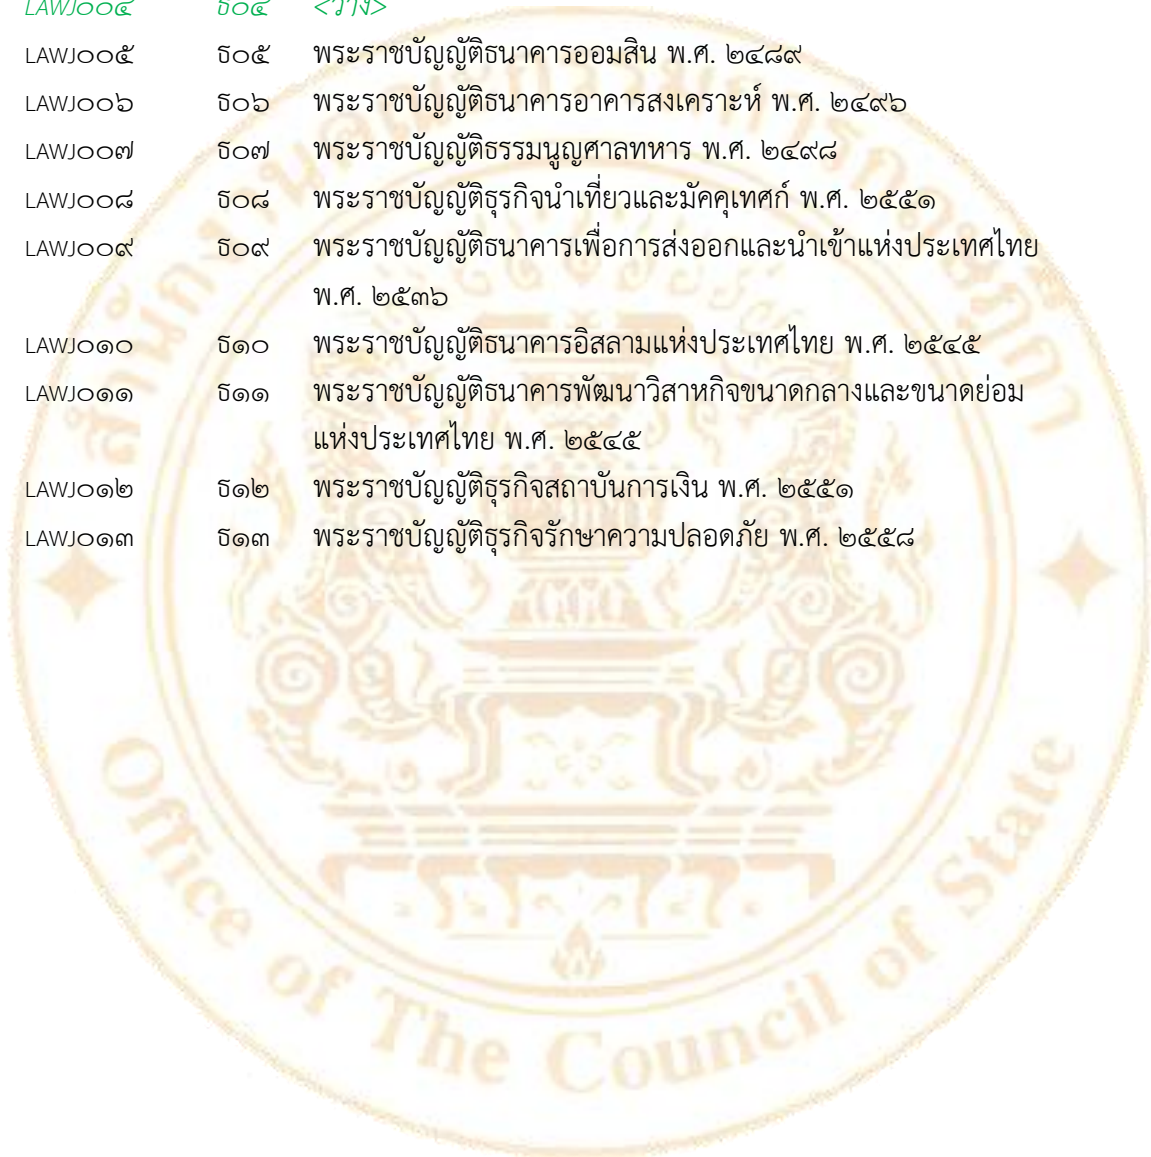 LAWJ๐๐๔ ธ๐๔ <ว่าง>
LAWJ๐๐๕ ธ๐๕ พระราชบัญญัติธนาคารออมสิน พ.ศ. ๒๔๘๙
LAWJ๐๐๖ ธ๐๖ พระราชบัญญัติธนาคารอาคารสงเคราะห์ พ.ศ. ๒๔๙๖
LAWJ๐๐๗ ธ๐๗ พระราชบัญญัติธรรมนูญศาลทหาร พ.ศ. ๒๔๙๘
LAWJ๐๐๘ ธ๐๘ พระราชบัญญัติธุรกิจนำเที่ยวและมัคคุเทศก์ พ.ศ. ๒๕๕๑
LAWJ๐๐๙ ธ๐๙ พระราชบัญญัติธนาคารเพื่อการส่งออกและนำเข้าแห่งประเทศไทย
พ.ศ. ๒๕๓๖
LAWJ๐๑๐ ธ๑๐ พระราชบัญญัติธนาคารอิสลามแห่งประเทศไทย พ.ศ. ๒๕๔๕
LAWJ๐๑๑ ธ๑๑ พระราชบัญญัติธนาคารพัฒนาวิสาหกิจขนาดกลางและขนาดย่อม
แห่งประเทศไทย พ.ศ. ๒๕๔๕
LAWJ๐๑๒ ธ๑๒ พระราชบัญญัติธุรกิจสถาบันการเงิน พ.ศ. ๒๕๕๑
LAWJ๐๑๓ ธ๑๓ พระราชบัญญัติธุรกิจรักษาความปลอดภัย พ.ศ. ๒๕๕๘
สำนักงานคณะกรรมการกฤษฎีกา
Office of The Council of State